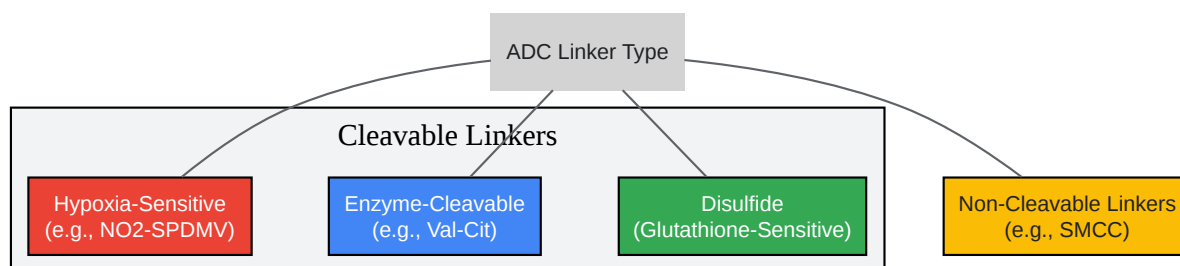 ADC Linker Type
Cleavable Linkers
Hypoxia-Sensitive
(e.g., NO2-SPDMV)
Enzyme-Cleavable
(e.g., Val-Cit)
Disulfide
(Glutathione-Sensitive)
Non-Cleavable Linkers
(e.g., SMCC)